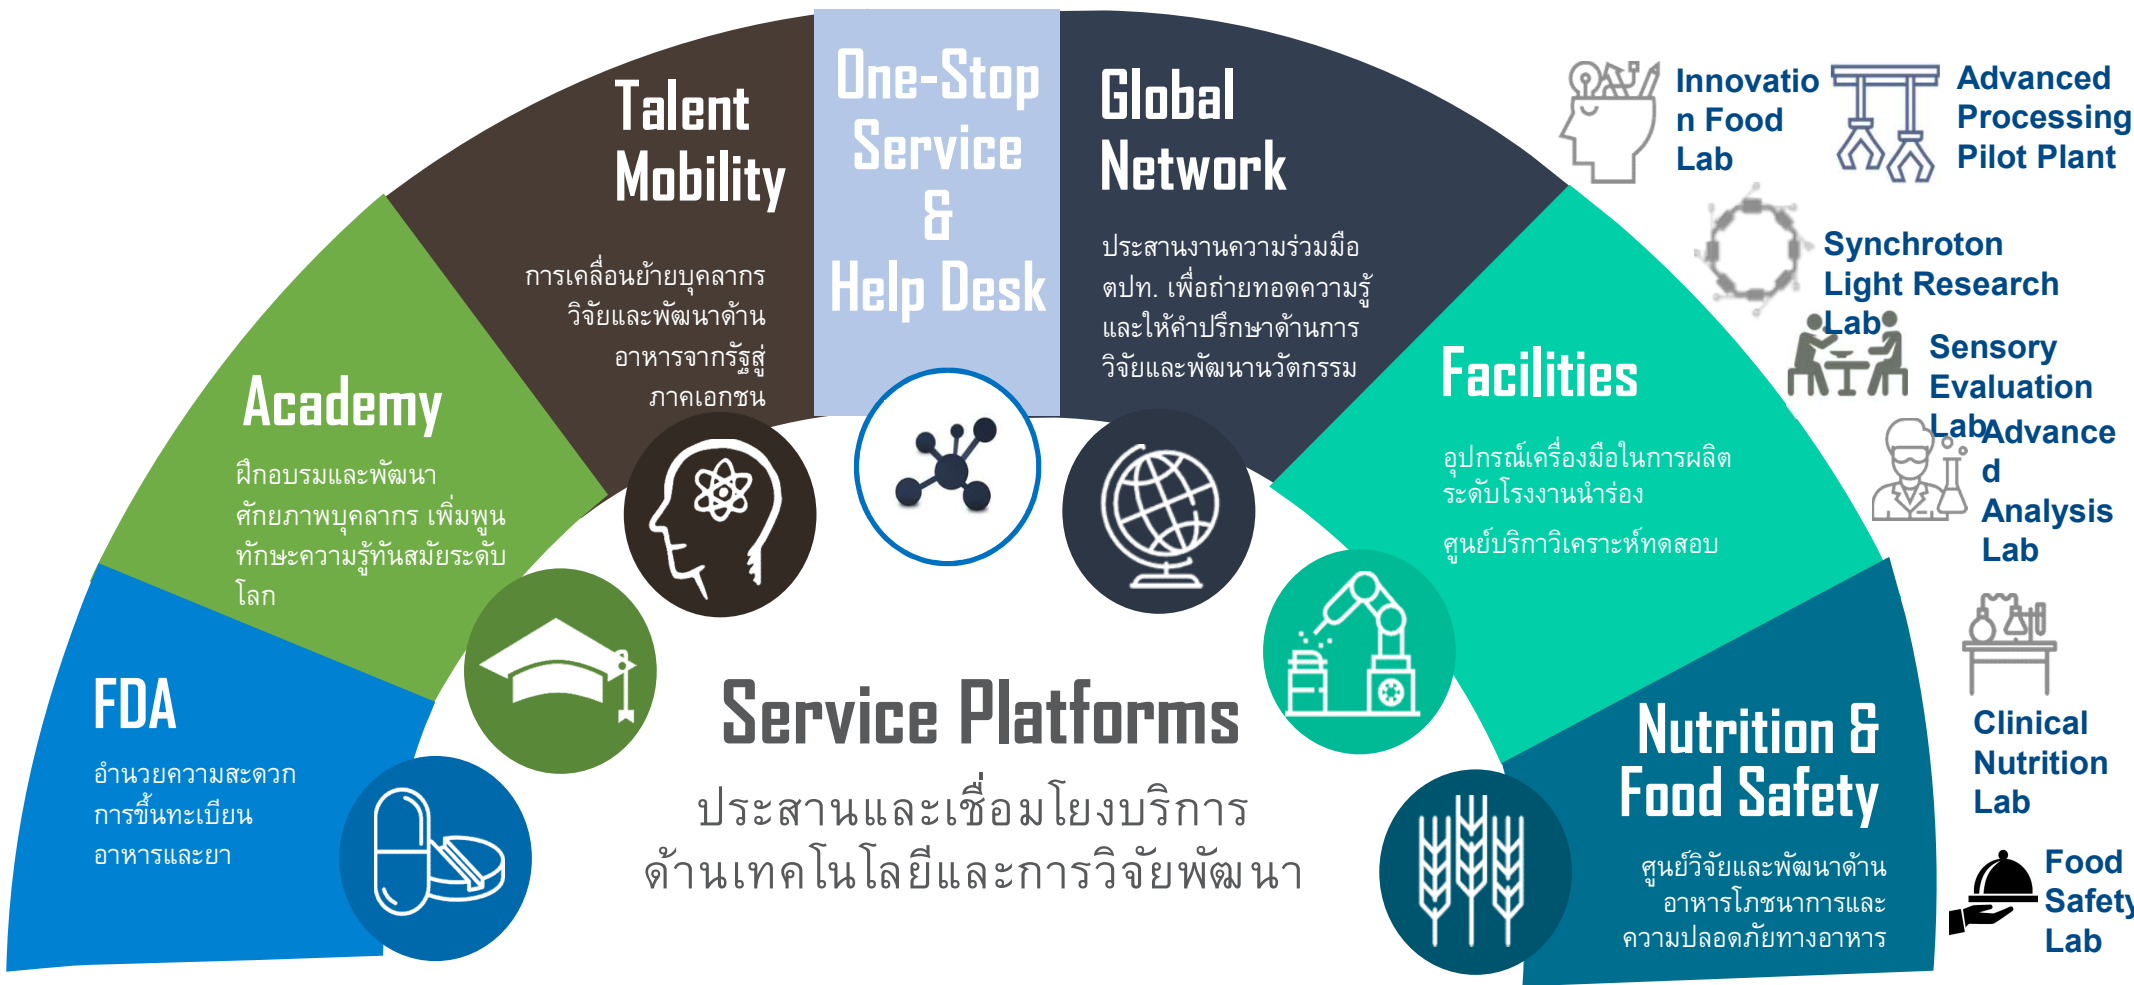 One-Stop
Service
&
Help Desk
Talent
Mobility
การเคลื่อนย้ายบุคลากร
วิจัยและพัฒนาด้าน
อาหารจากรัฐสู่
ภาคเอกชน
Global
Network
ประสานงานความร่วมมือ
ตปท. เพื่อถ่ายทอดความรู้
และให้คำปรึกษาด้านการ
วิจัยและพัฒนานวัตกรรม
Academy
ฝึกอบรมและพัฒนา
ศักยภาพบุคลากร เพิ่มพูน
ทักษะความรู้ทันสมัยระดับ
โลก
Facilities
อุปกรณ์เครื่องมือในการผลิต
ระดับโรงงานนำร่อง
ศูนย์บริกาวิเคราะห์ทดสอบ
FDA
อำนวยความสะดวก
การขึ้นทะเบียน
อาหารและยา
Nutrition &
Food Safety
ศูนย์วิจัยและพัฒนาด้าน
อาหารโภชนาการและ
ความปลอดภัยทางอาหาร
Service Platforms
ประสานและเชื่อมโยงบริการ
ด้านเทคโนโลยีและการวิจัยพัฒนา
Innovatio
n Food
Lab
Advanced
Processing
Pilot Plant
Synchroton
Light Research
Lab
Sensory
Evaluation
Lab
Advance
d
Analysis
Lab
Clinical
Nutrition
Lab
Food
Safety
Lab